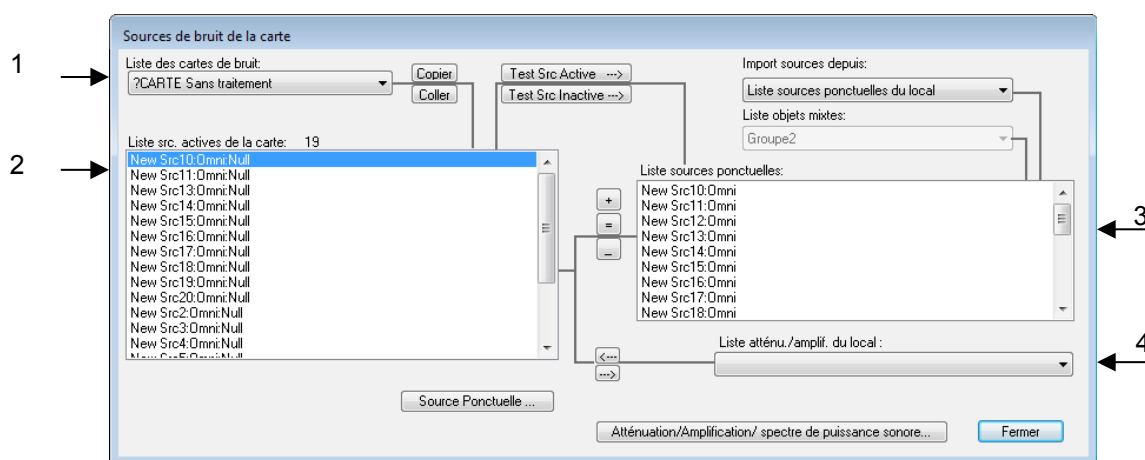 Sources de bruit de la carte
1
Liste des cartes de bruit:
?CARTE Sans traitement
Copier
Coller
Test Src Active --->
Test Src Inactive --->
Import sources depuis:
Liste sources ponctuelles du local
Liste objets mixtes:
Groupe2
2
Liste src. actives de la carte: 19
New Src10:Omni:Null
New Src11:Omni:Null
New Src13:Omni:Null
New Src14:Omni:Null
New Src15:Omni:Null
New Src16:Omni:Null
New Src17:Omni:Null
New Src18:Omni:Null
New Src19:Omni:Null
New Src20:Omni:Null
New Src2:Omni:Null
New Src3:Omni:Null
New Src4:Omni:Null
New Src5:Omni:Null
+
=
_
Liste sources ponctuelles:
New Src10:Omni
New Src11:Omni
New Src12:Omni
New Src13:Omni
New Src14:Omni
New Src15:Omni
New Src16:Omni
New Src17:Omni
New Src18:Omni
3
<---
--->
Liste atténu./amplif. du local :
4
Source Ponctuelle ...
Atténuation/Amplification/ spectre de puissance sonore...
Fermer